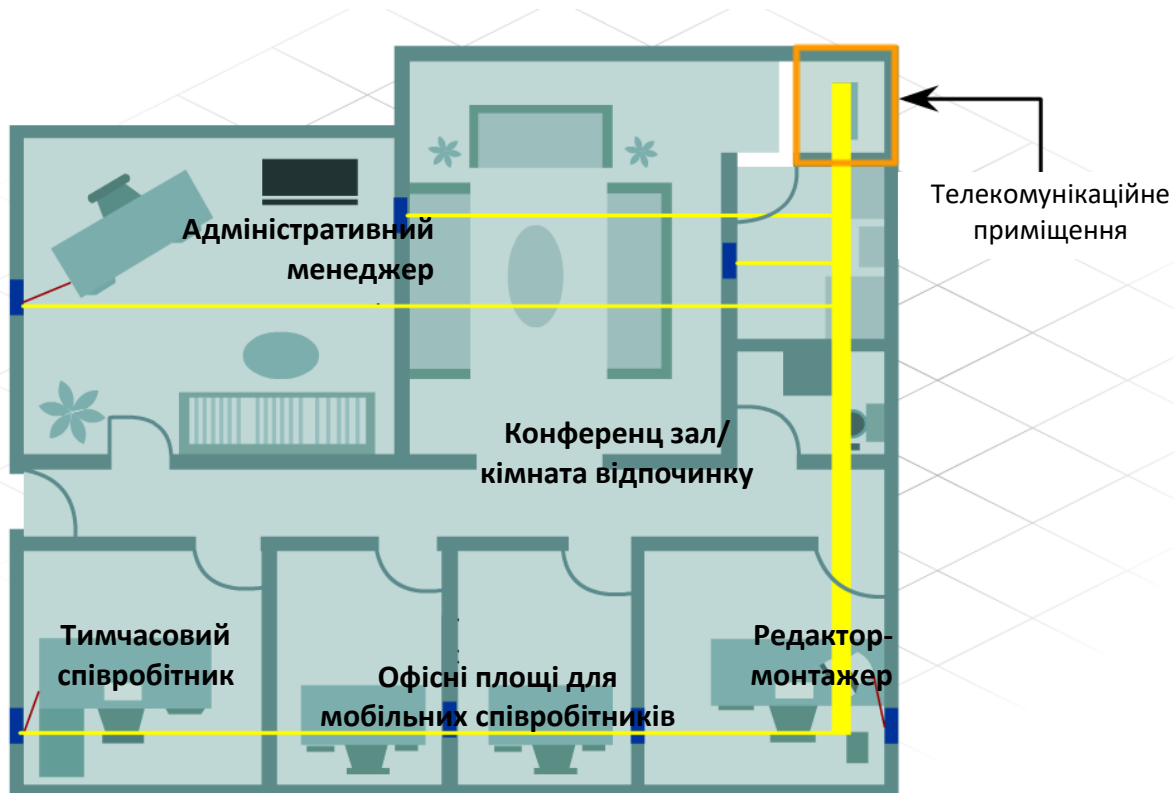 Телекомунікаційне
приміщення
Адміністративний
менеджер
Конференц зал/
кімната відпочинку
Тимчасовий
співробітник
Офісні площі для
мобільних співробітників
Редактор-
монтажер